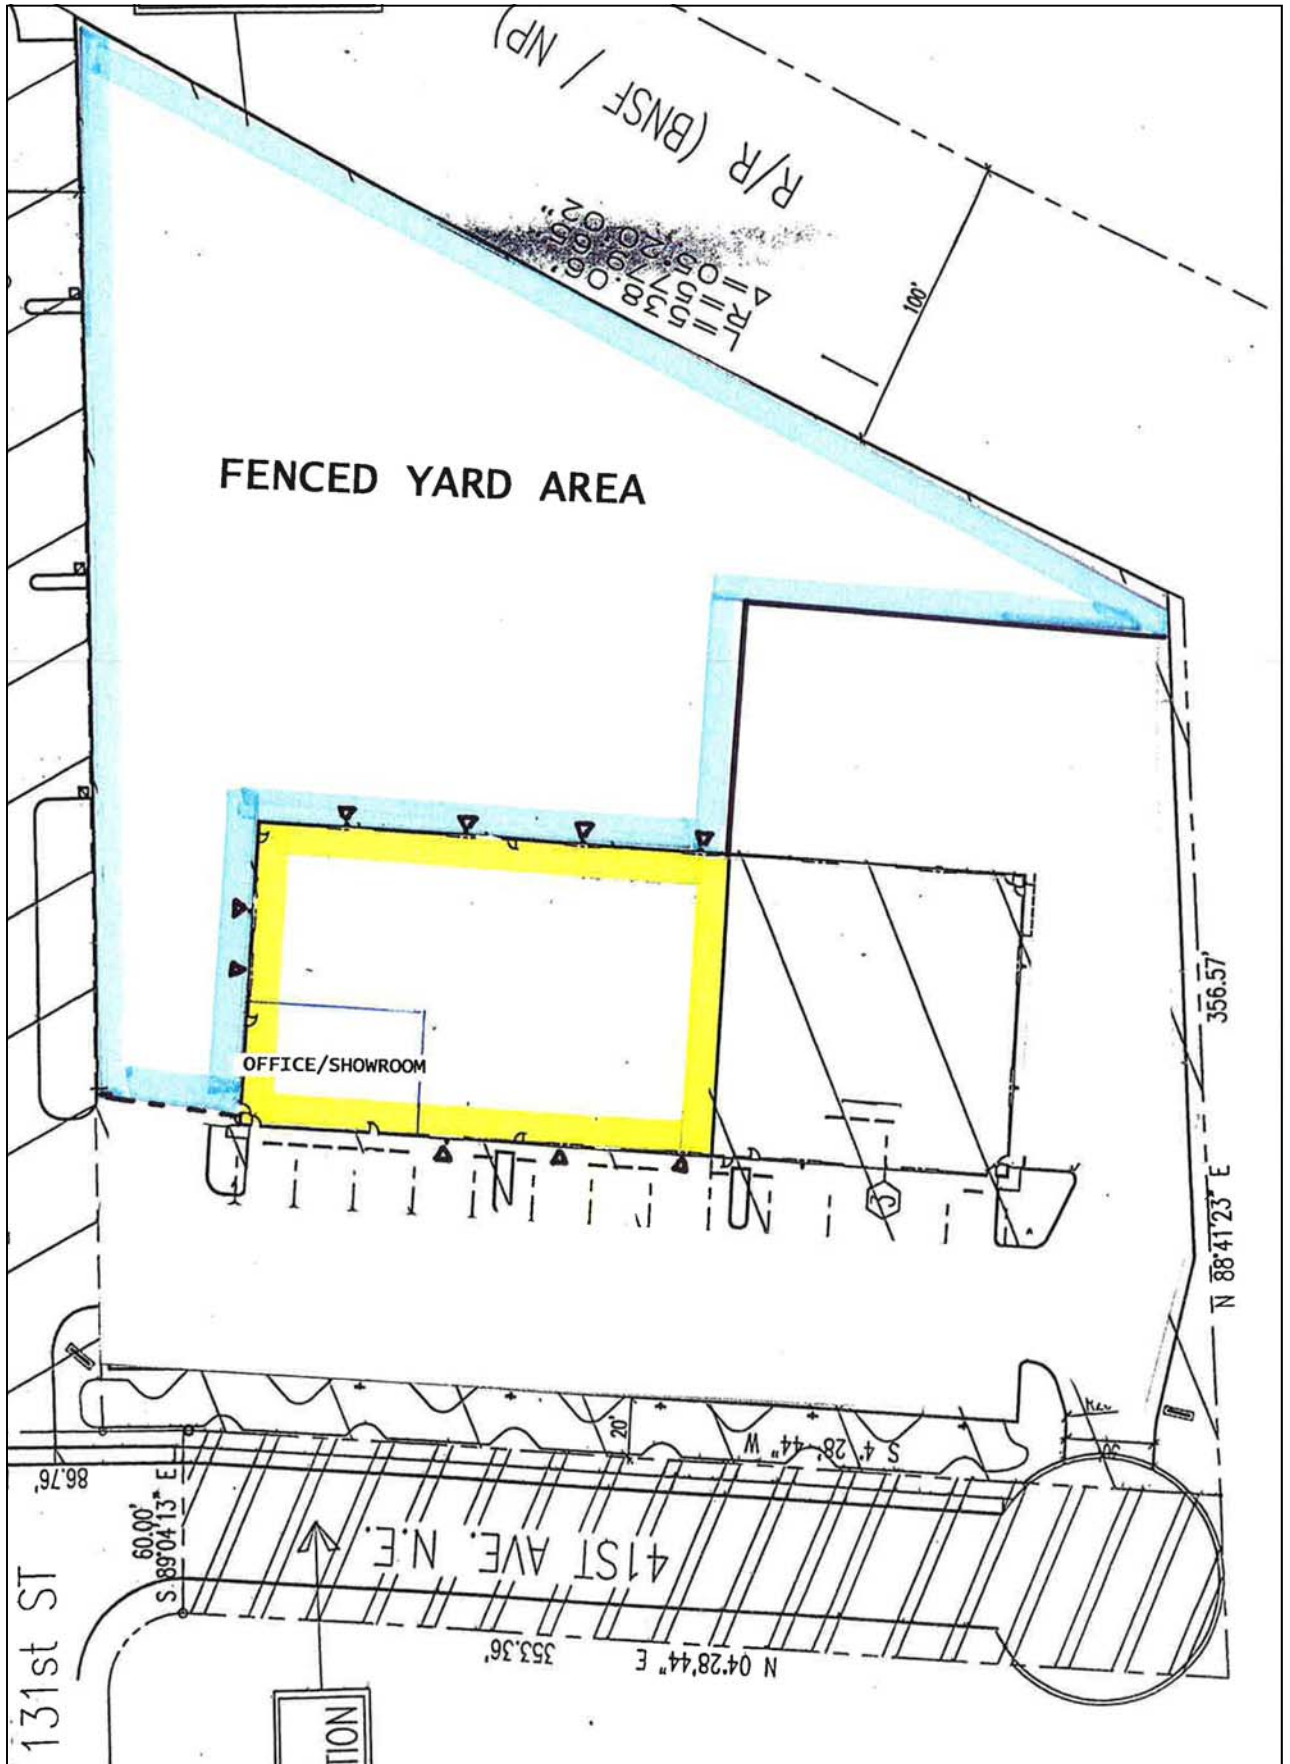 R/R (BNSF / NP)
L = 538.06'
R = 5779.65'
Δ = 05°20'02"
100'
FENCED YARD AREA
OFFICE/SHOWROOM
356.57'
N 88°41'23" E
3
20'
S 4° 28' 44" W
30'
86.76'
60.00'
S 89°04'13" E
41ST AVE. N.E.
131st ST
353.36'
N 04°28'44" E
TION